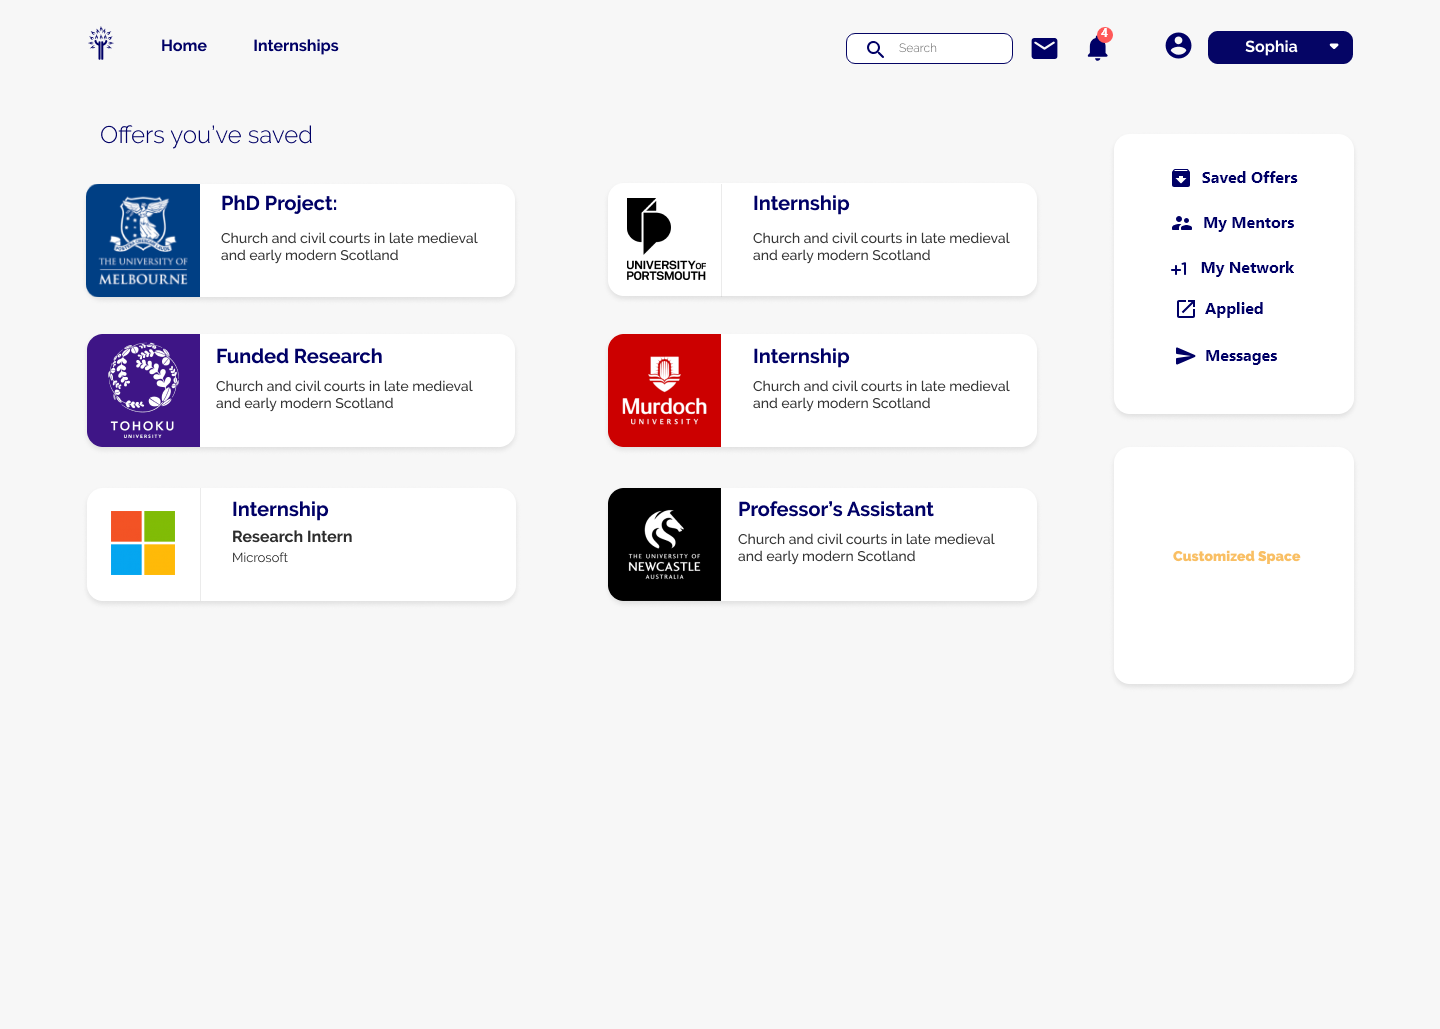 Home
Internships
Search
4
Sophia
Offers you've saved
THE UNIVERSITY OF
MELBOURNE
PhD Project:
Church and civil courts in late medieval
and early modern Scotland
UNIVERSITY OF
PORTSMOUTH
Internship
Church and civil courts in late medieval
and early modern Scotland
TOHOKU
UNIVERSITY
Funded Research
Church and civil courts in late medieval
and early modern Scotland
Murdoch
UNIVERSITY
Internship
Church and civil courts in late medieval
and early modern Scotland
Internship
Research Intern
Microsoft
THE UNIVERSITY OF
NEWCASTLE
AUSTRALIA
Professor's Assistant
Church and civil courts in late medieval
and early modern Scotland
Saved Offers
My Mentors
+1 My Network
Applied
Messages
Customized Space